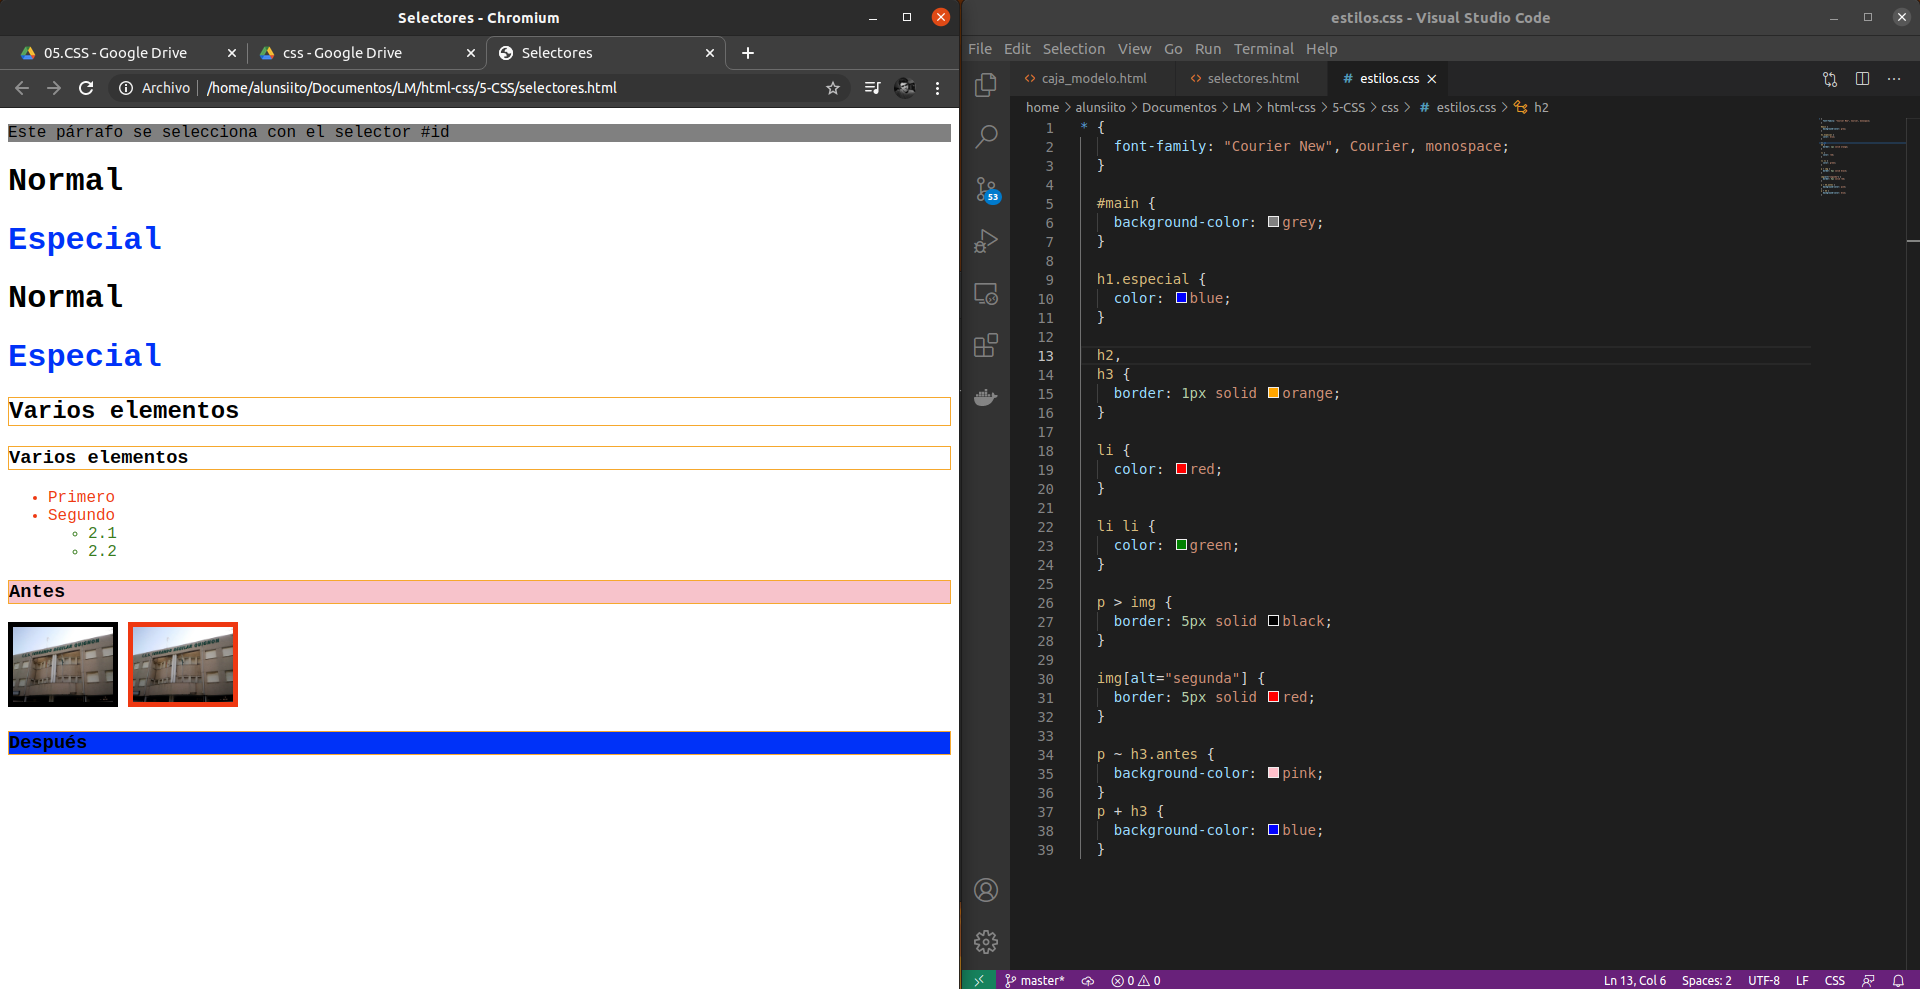 Selectores - Chromium
05.CSS - Google Drive
css - Google Drive
Selectores
Archivo
/home/alunsiito/Documentos/LM/html-css/5-CSS/selectores.html
Este párrafo se selecciona con el selector #id
Normal
Especial
Normal
Especial
Varios elementos
Varios elementos
Primero
Segundo
2.1
2.2
Antes
Después
estilos.css - Visual Studio Code
File Edit Selection View Go Run Terminal Help
caja_modelo.html
selectores.html
# estilos.css
home > alunsiito > Documentos > LM > html-css > 5-CSS > css > # estilos.css > h2
53
1 * {
2 font-family: "Courier New", Courier, monospace;
3 }
4
5 #main {
6 background-color: grey;
7 }
8
9 h1.especial {
10 color: blue;
11 }
12
13 h2,
14 h3 {
15 border: 1px solid orange;
16 }
17
18 li {
19 color: red;
20 }
21
22 li li {
23 color: green;
24 }
25
26 p > img {
27 border: 5px solid black;
28 }
29
30 img[alt="segunda"] {
31 border: 5px solid red;
32 }
33
34 p ~ h3.antes {
35 background-color: pink;
36 }
37 p + h3 {
38 background-color: blue;
39 }
master* 0 0
Ln 13, Col 6 Spaces: 2 UTF-8 LF CSS